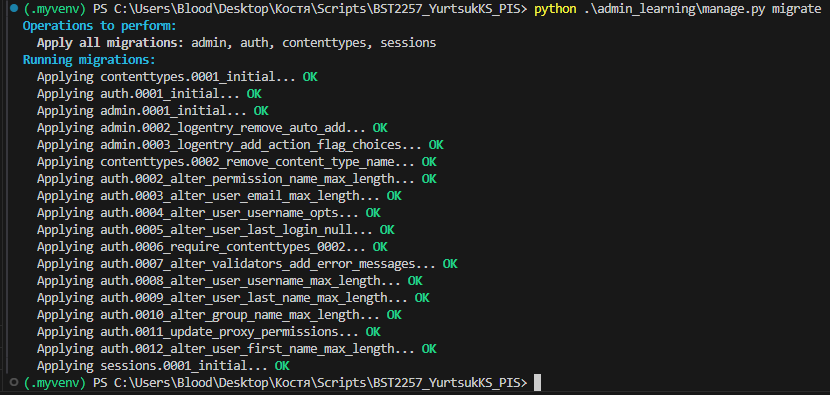 (.myvenv) PS C:\Users\Blood\Desktop\Костя\Scripts\BST2257_YurtsukKS_PIS> python .\admin_learning\manage.py migrate
Operations to perform:
  Apply all migrations: admin, auth, contenttypes, sessions
Running migrations:
  Applying contenttypes.0001_initial... OK
  Applying auth.0001_initial... OK
  Applying admin.0001_initial... OK
  Applying admin.0002_logentry_remove_auto_add... OK
  Applying admin.0003_logentry_add_action_flag_choices... OK
  Applying contenttypes.0002_remove_content_type_name... OK
  Applying auth.0002_alter_permission_name_max_length... OK
  Applying auth.0003_alter_user_email_max_length... OK
  Applying auth.0004_alter_user_username_opts... OK
  Applying auth.0005_alter_user_last_login_null... OK
  Applying auth.0006_require_contenttypes_0002... OK
  Applying auth.0007_alter_validators_add_error_messages... OK
  Applying auth.0008_alter_user_username_max_length... OK
  Applying auth.0009_alter_user_last_name_max_length... OK
  Applying auth.0010_alter_group_name_max_length... OK
  Applying auth.0011_update_proxy_permissions... OK
  Applying auth.0012_alter_user_first_name_max_length... OK
  Applying sessions.0001_initial... OK
(.myvenv) PS C:\Users\Blood\Desktop\Костя\Scripts\BST2257_YurtsukKS_PIS>